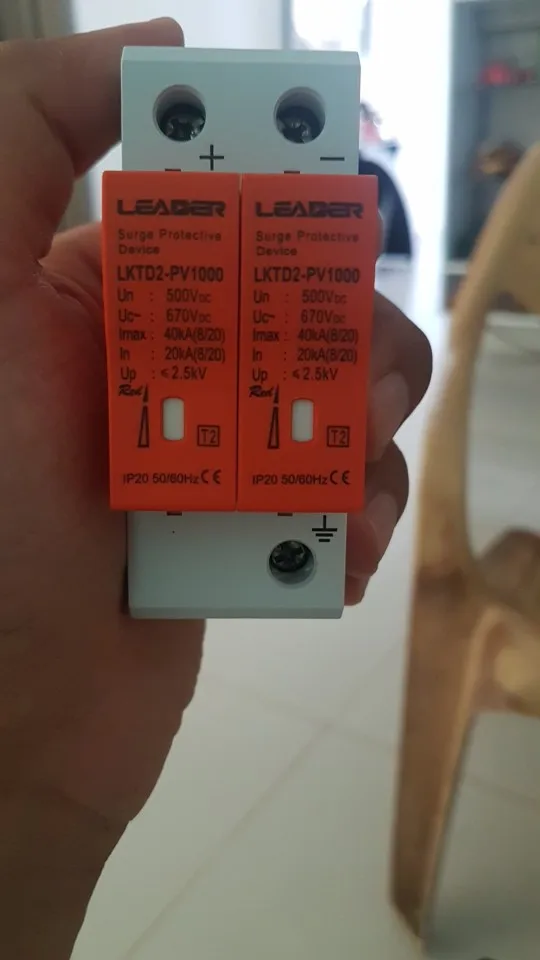 + −
LEADER
Surge Protective
Device
LKTD2-PV1000
Un : 500VDC
Uc~ : 670VDC
Imax : 40kA(8/20)
In : 20kA(8/20)
Up : ≤2.5kV
Red
T2
IP20 50/60Hz CE
LEADER
Surge Protective
Device
LKTD2-PV1000
Un : 500VDC
Uc~ : 670VDC
Imax : 40kA(8/20)
In : 20kA(8/20)
Up : ≤2.5kV
Red
T2
IP20 50/60Hz CE